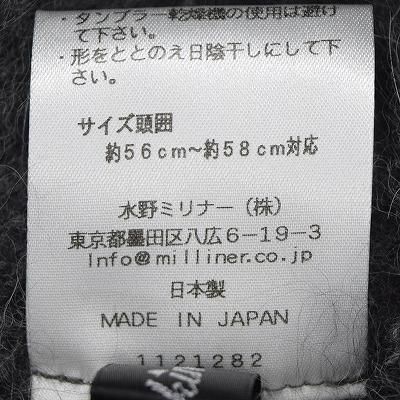 ・タンブラー乾燥機の使用は避け
て下さい。
・形をととのえ日陰干しにして下
さい。
サイズ頭囲
約56cm～約58cm対応
水野ミリナー（株）
東京都墨田区八広6-19-3
Info@milliner.co.jp
日本製
MADE IN JAPAN
1121282